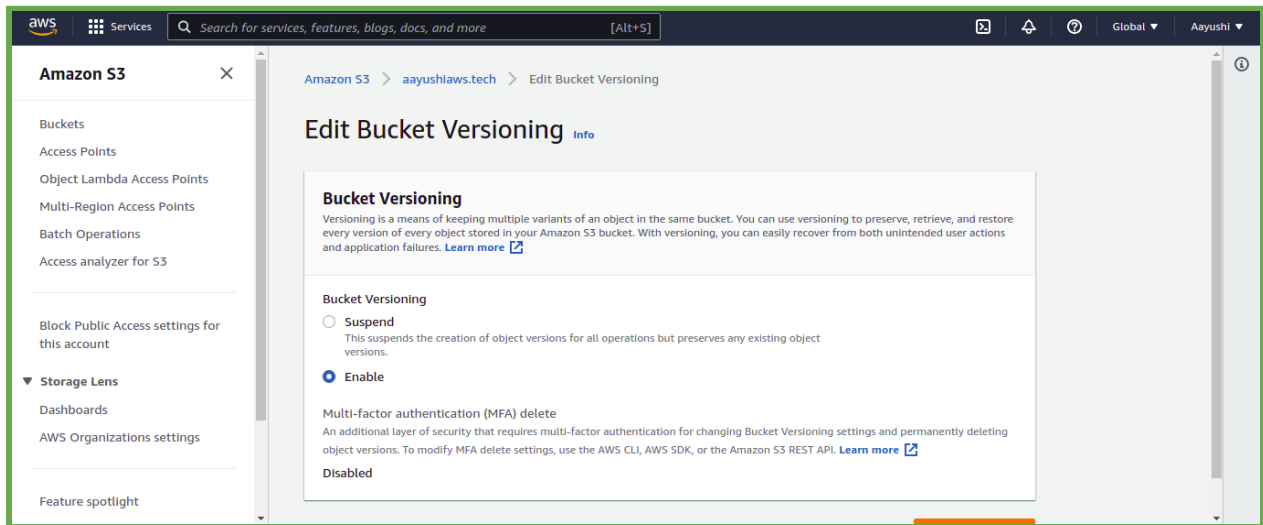 aws
Services
Search for services, features, blogs, docs, and more
[Alt+S]
Global
Aayushi
Amazon S3
Buckets
Access Points
Object Lambda Access Points
Multi-Region Access Points
Batch Operations
Access analyzer for S3
Block Public Access settings for
this account
Storage Lens
Dashboards
AWS Organizations settings
Feature spotlight
Amazon S3 > aayushiaws.tech > Edit Bucket Versioning
Edit Bucket Versioning Info
Bucket Versioning
Versioning is a means of keeping multiple variants of an object in the same bucket. You can use versioning to preserve, retrieve, and restore
every version of every object stored in your Amazon S3 bucket. With versioning, you can easily recover from both unintended user actions
and application failures. Learn more
Bucket Versioning
Suspend
This suspends the creation of object versions for all operations but preserves any existing object
versions.
Enable
Multi-factor authentication (MFA) delete
An additional layer of security that requires multi-factor authentication for changing Bucket Versioning settings and permanently deleting
object versions. To modify MFA delete settings, use the AWS CLI, AWS SDK, or the Amazon S3 REST API. Learn more
Disabled